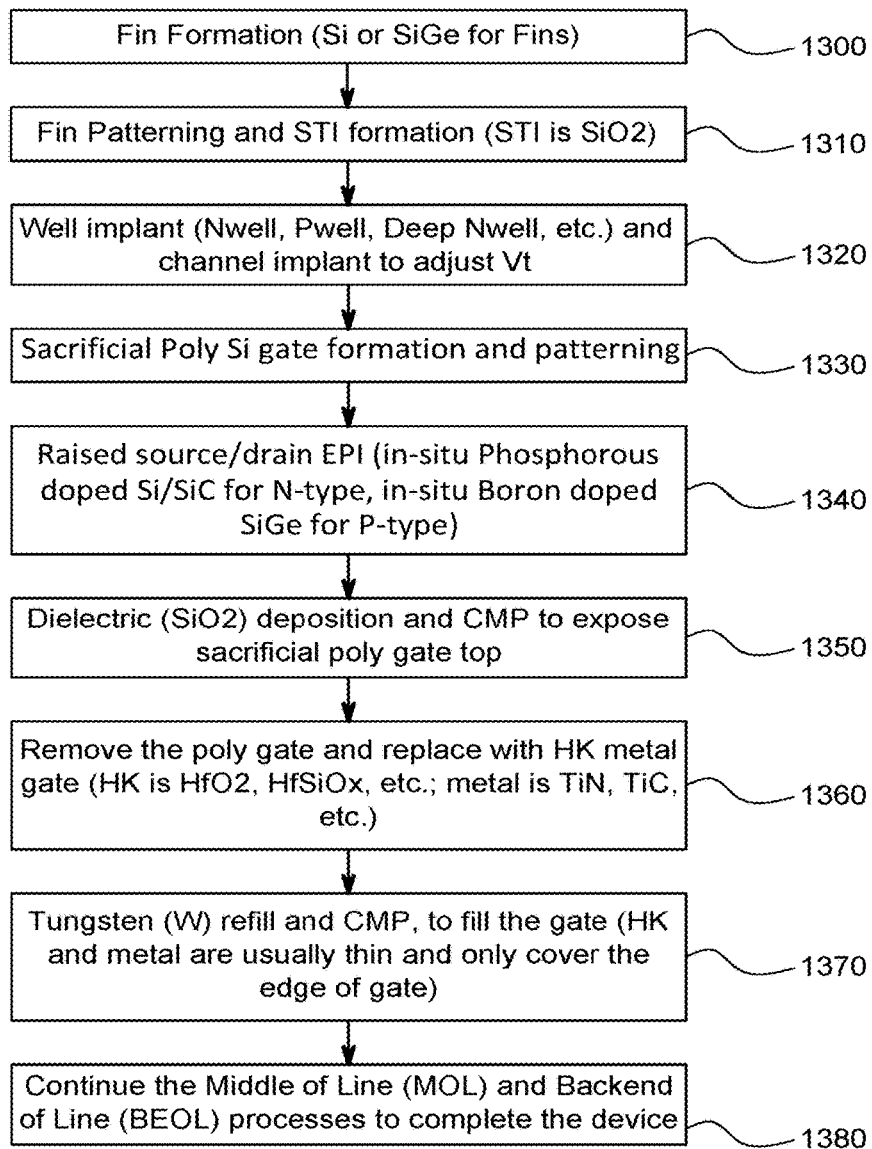 Fin Formation (Si or SiGe for Fins)
1300
Fin Patterning and STI formation (STI is SiO2)
1310
Well implant (Nwell, Pwell, Deep Nwell, etc.) and
channel implant to adjust Vt
1320
Sacrificial Poly Si gate formation and patterning
1330
Raised source/drain EPI (in-situ Phosphorous
doped Si/SiC for N-type, in-situ Boron doped
SiGe for P-type)
1340
Dielectric (SiO2) deposition and CMP to expose
sacrificial poly gate top
1350
Remove the poly gate and replace with HK metal
gate (HK is HfO2, HfSiOx, etc.; metal is TiN, TiC,
etc.)
1360
Tungsten (W) refill and CMP, to fill the gate (HK
and metal are usually thin and only cover the
edge of gate)
1370
Continue the Middle of Line (MOL) and Backend
of Line (BEOL) processes to complete the device
1380